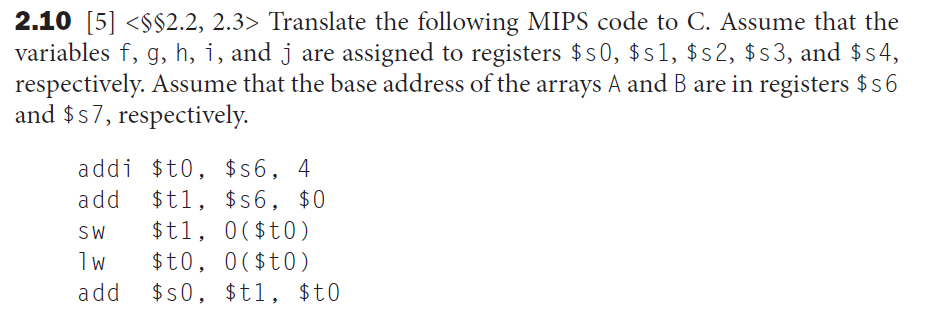 2.10 [5] <§§2.2, 2.3> Translate the following MIPS code to C. Assume that the
variables f, g, h, i, and j are assigned to registers $s0, $s1, $s2, $s3, and $s4,
respectively. Assume that the base address of the arrays A and B are in registers $s6
and $s7, respectively.
addi $t0, $s6, 4
add $t1, $s6, $0
sw $t1, 0($t0)
lw $t0, 0($t0)
add $s0, $t1, $t0